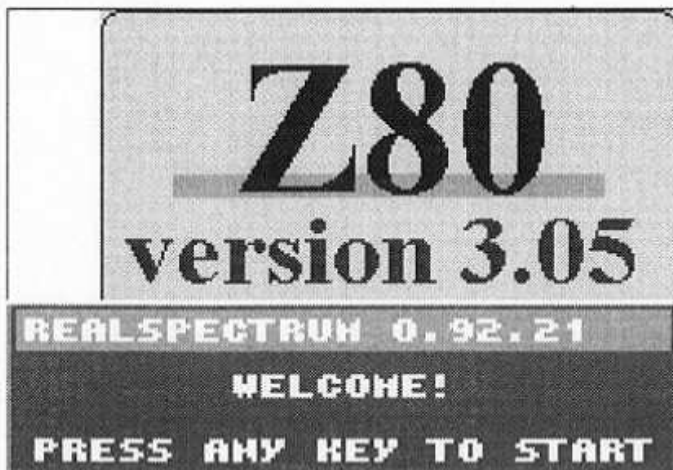 Z80
version 3.05
REALSPECTRUM 0.92.21
WELCOME!
PRESS ANY KEY TO START